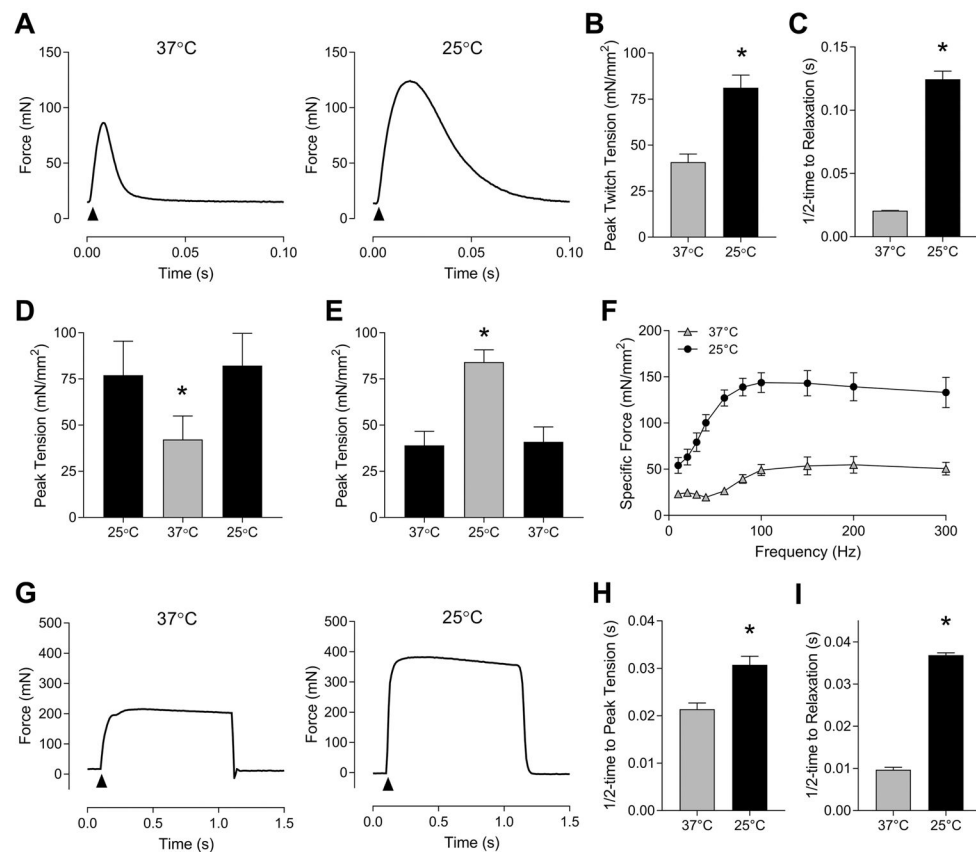 A
37°C
Force (mN)
150
100
50
0
0.00
0.05
0.10
Time (s)
25°C
Force (mN)
150
100
50
0
0.00
0.05
0.10
Time (s)
B
Peak Twitch Tension (mN/mm²)
100
75
50
25
0
*
37°C
25°C
C
1/2-time to Relaxation (s)
0.15
0.10
0.05
0.00
*
37°C
25°C
D
Peak Tension (mN/mm²)
100
75
50
25
0
*
25°C
37°C
25°C
E
Peak Tension (mN/mm²)
100
75
50
25
0
*
37°C
25°C
37°C
F
Specific Force (mN/mm²)
200
150
100
50
0
37°C
25°C
0
100
200
300
Frequency (Hz)
G
37°C
Force (mN)
500
400
300
200
100
0
0.0
0.5
1.0
1.5
Time (s)
25°C
Force (mN)
500
400
300
200
100
0
0.0
0.5
1.0
1.5
Time (s)
H
1/2-time to Peak Tension (s)
0.04
0.03
0.02
0.01
0.00
*
37°C
25°C
I
1/2-time to Relaxation (s)
0.04
0.03
0.02
0.01
0.00
*
37°C
25°C